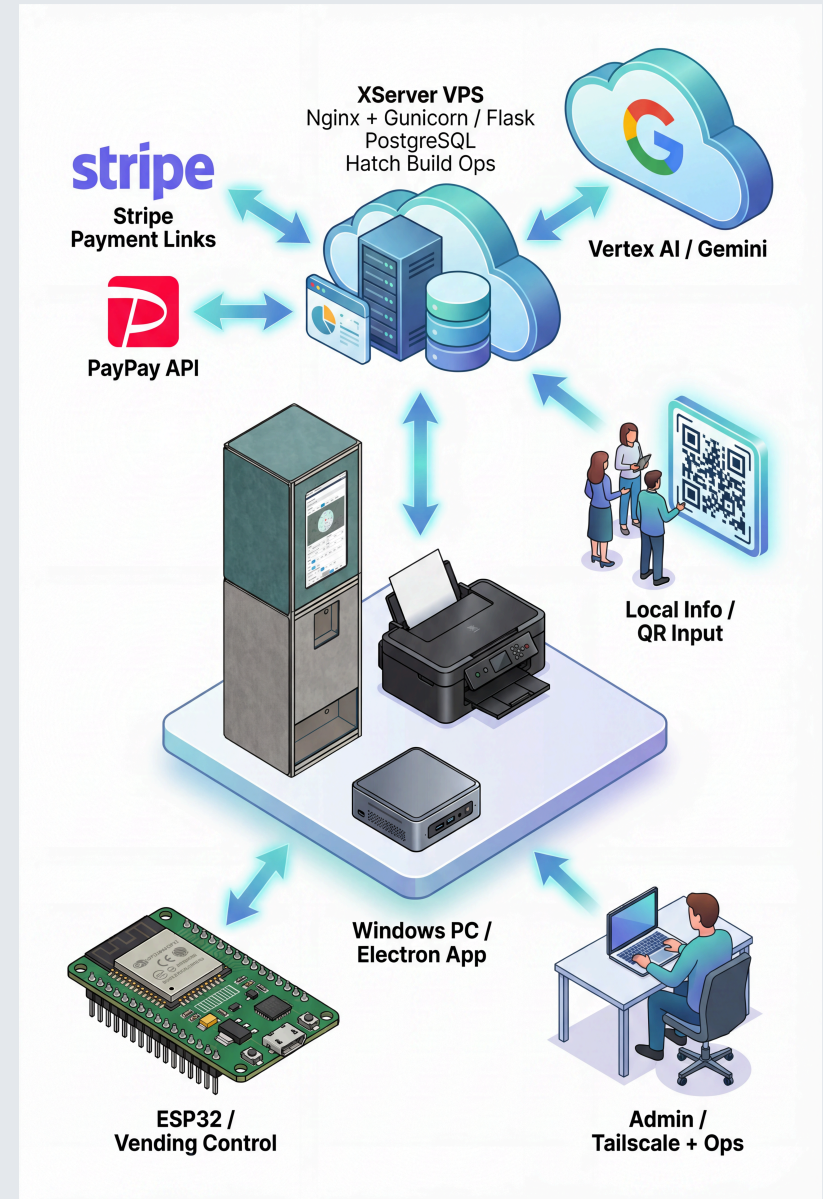 XServer VPS
Nginx + Gunicorn / Flask
PostgreSQL
Hatch Build Ops
stripe
Stripe
Payment Links
Vertex AI / Gemini
PayPay API
Local Info /
QR Input
Windows PC /
Electron App
ESP32 /
Vending Control
Admin /
Tailscale + Ops